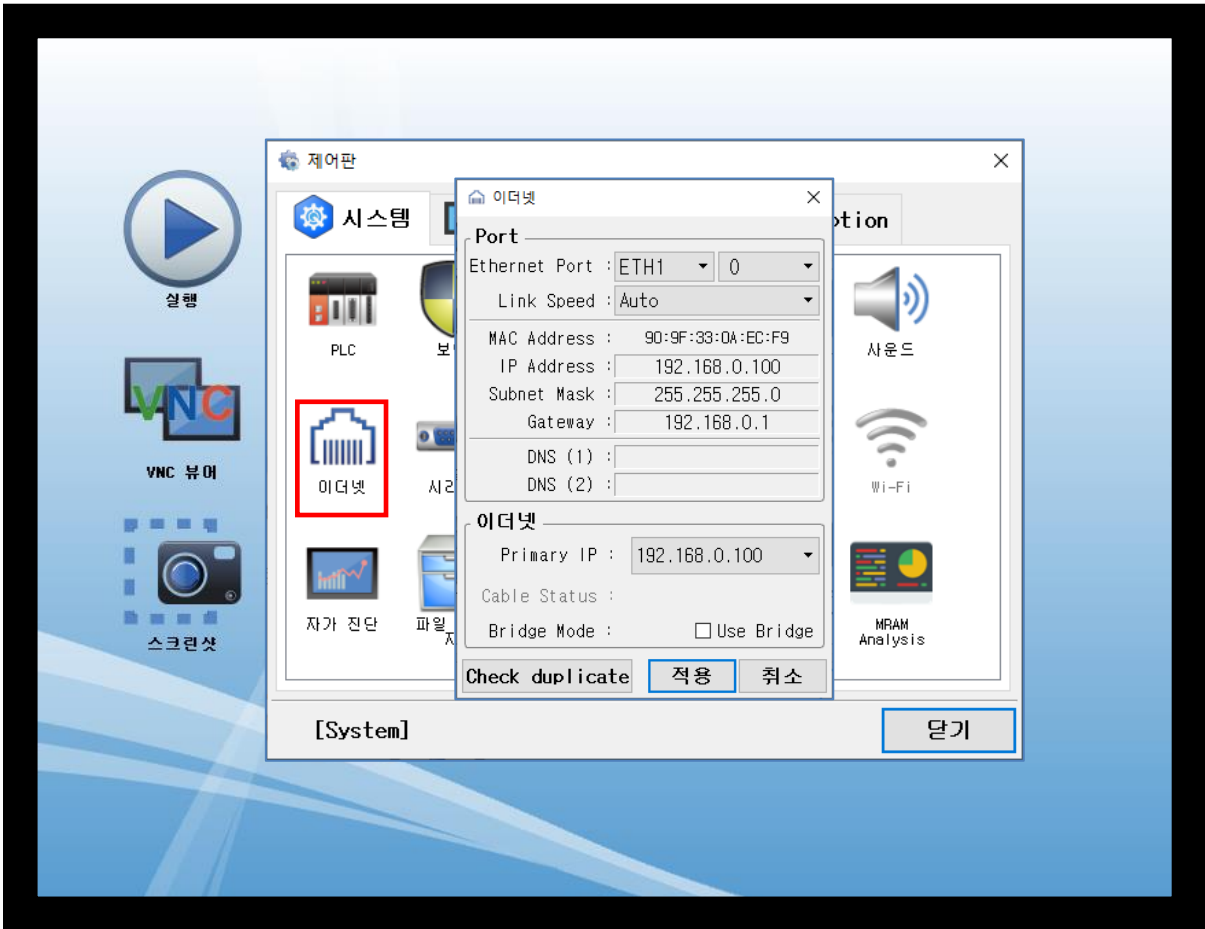 제어판
시스템
이더넷
Port
Ethernet Port : ETH1 0
Link Speed : Auto
MAC Address : 90:9F:33:0A:EC:F9
IP Address : 192.168.0.100
Subnet Mask : 255.255.255.0
Gateway : 192.168.0.1
DNS (1) :
DNS (2) :
이더넷
Primary IP : 192.168.0.100
Cable Status :
Bridge Mode : Use Bridge
Check duplicate 적용 취소
실행
VNC
VNC 뷰어
스크린샷
PLC
사운드
이더넷
Wi-Fi
자가 진단
파일
MRAM
Analysis
[System]
닫기